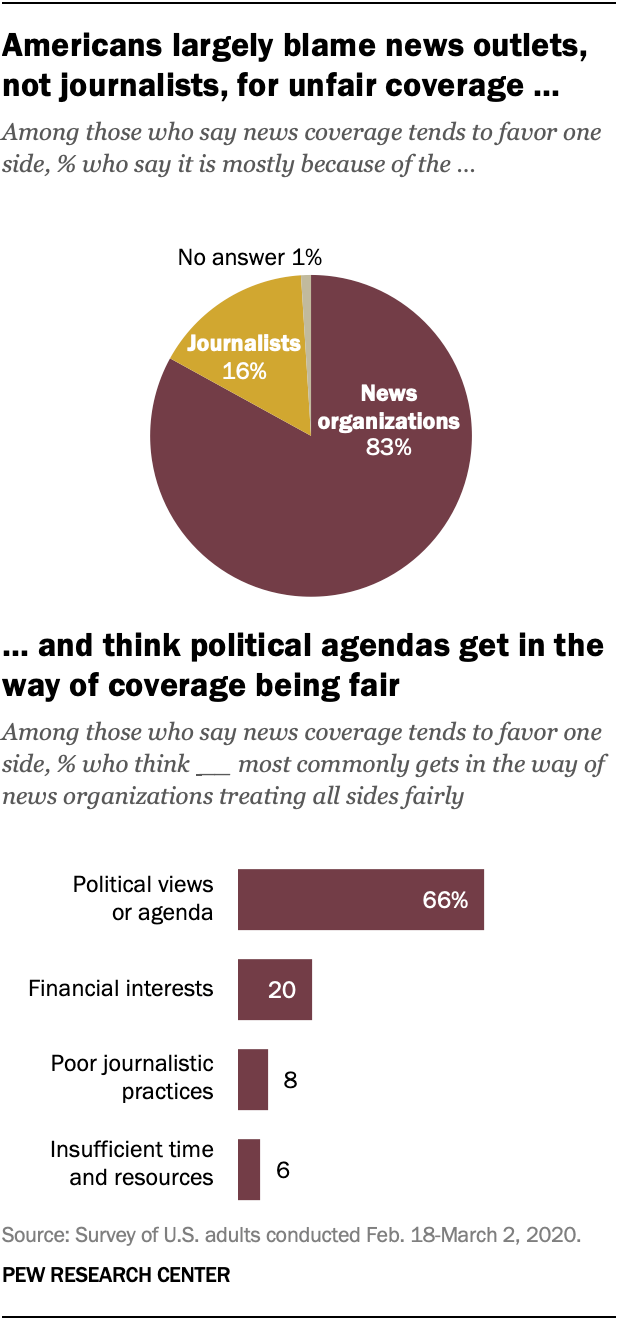 Americans largely blame news outlets,
not journalists, for unfair coverage ...
Among those who say news coverage tends to favor one
side, % who say it is mostly because of the ...
No answer 1%
Journalists
16%
News
organizations
83%
... and think political agendas get in the
way of coverage being fair
Among those who say news coverage tends to favor one
side, % who think ___ most commonly gets in the way of
news organizations treating all sides fairly
Political views
or agenda
66%
Financial interests
20
Poor journalistic
practices
8
Insufficient time
and resources
6
Source: Survey of U.S. adults conducted Feb. 18-March 2, 2020.
PEW RESEARCH CENTER